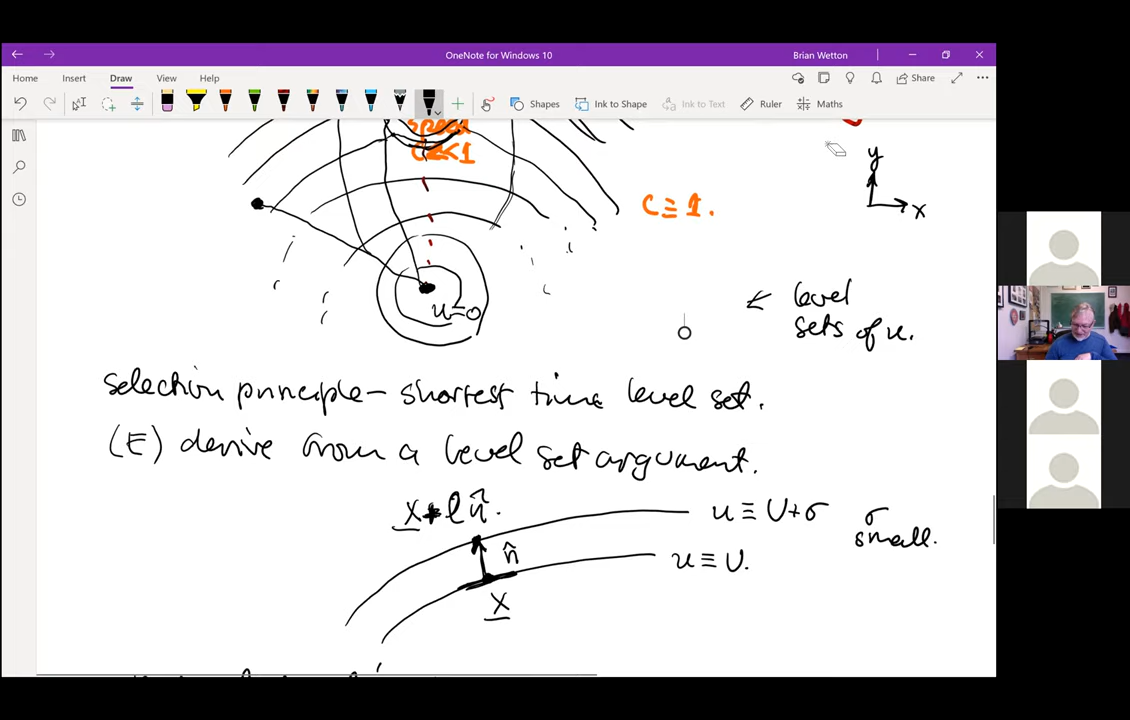 OneNote for Windows 10
Brian Wetton
Home Insert Draw View Help
Share
Shapes
Ink to Shape
Ink to Text
Ruler
Maths
speed
C<<1
C ≡ 1.
y
x
u=0
← level
sets of u.
selection principle – shortest time level set.
(E) derive from a level set argument.
x + l n̂.
u ≡ U+σ
σ
small.
n̂
u ≡ U.
x